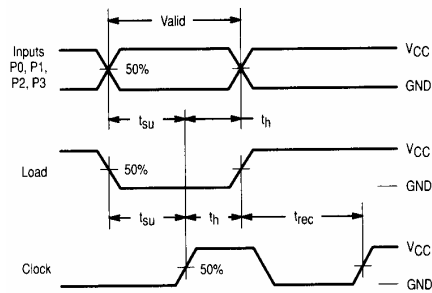 Valid
Inputs
P0, P1,
P2, P3
50%
VCC
GND
tsu
th
Load
50%
VCC
GND
tsu
th
trec
Clock
50%
VCC
GND